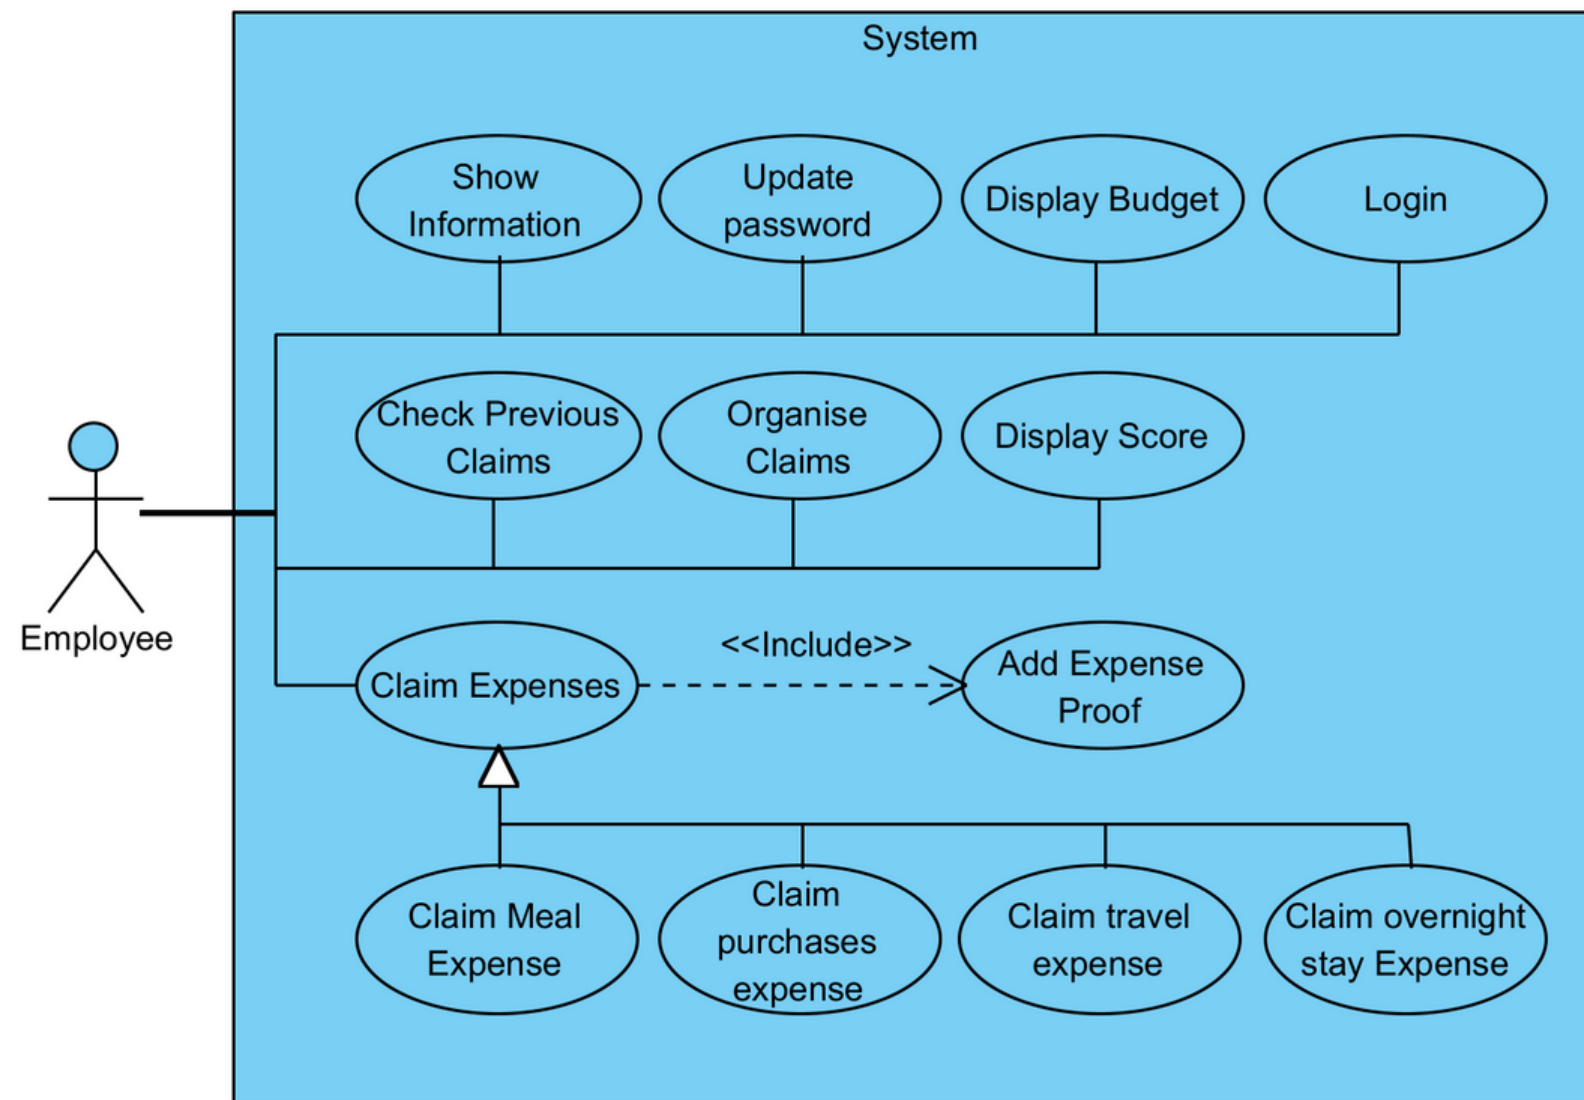 System
Show
Information
Update
password
Display Budget
Login
Check Previous
Claims
Organise
Claims
Display Score
Employee
Claim Expenses
<<Include>>
Add Expense
Proof
Claim Meal
Expense
Claim
purchases
expense
Claim travel
expense
Claim overnight
stay Expense